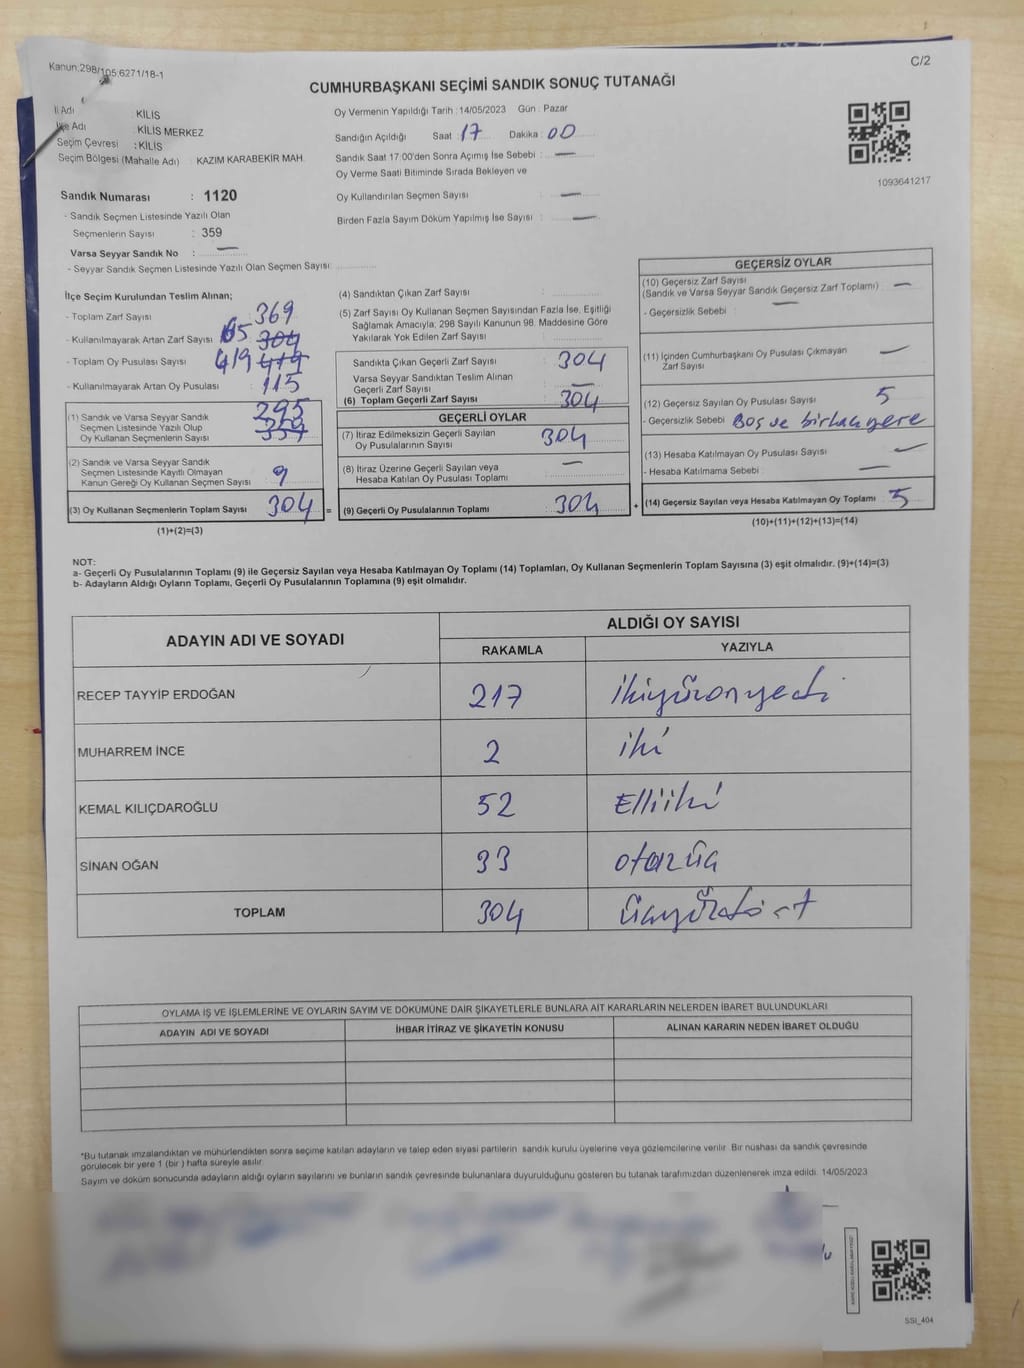 Kanun:298/105;6271/18-1
C/2
CUMHURBAŞKANI SEÇİMİ SANDIK SONUÇ TUTANAĞI
İl Adı : KİLİS
İlçe Adı : KİLİS MERKEZ
Seçim Çevresi : KİLİS
Seçim Bölgesi (Mahalle Adı) : KAZIM KARABEKİR MAH.
Oy Vermenin Yapıldığı Tarih : 14/05/2023 Gün : Pazar
Sandığın Açıldığı Saat : 17 Dakika : 00
Sandık Saat 17:00'den Sonra Açımış İse Sebebi : —
Oy Verme Saati Bitiminde Sırada Bekleyen ve
Oy Kullandırılan Seçmen Sayısı : —
Birden Fazla Sayım Döküm Yapılmış İse Sayısı : —
1093641217
Sandık Numarası : 1120
- Sandık Seçmen Listesinde Yazılı Olan
Seçmenlerin Sayısı : 359
Varsa Seyyar Sandık No : —
- Seyyar Sandık Seçmen Listesinde Yazılı Olan Seçmen Sayısı:
İlçe Seçim Kurulundan Teslim Alınan;
- Toplam Zarf Sayısı : 369
- Kullanılmayarak Artan Zarf Sayısı : 65 304
- Toplam Oy Pusulası Sayısı : 419 419
- Kullanılmayarak Artan Oy Pusulası : 115
(1) Sandık ve Varsa Seyyar Sandık
Seçmen Listesinde Yazılı Olup
Oy Kullanan Seçmenlerin Sayısı
295
(2) Sandık ve Varsa Seyyar Sandık
Seçmen Listesinde Kayıtlı Olmayan
Kanun Gereği Oy Kullanan Seçmen Sayısı : 9
(3) Oy Kullanan Seçmenlerin Toplam Sayısı 304 =
(1)+(2)=(3)
(4) Sandıktan Çıkan Zarf Sayısı :
(5) Zarf Sayısı Oy Kullanan Seçmen Sayısından Fazla İse, Eşitliği
Sağlamak Amacıyla, 298 Sayılı Kanunun 98. Maddesine Göre
Yakılarak Yok Edilen Zarf Sayısı :
Sandıkta Çıkan Geçerli Zarf Sayısı : 304
Varsa Seyyar Sandıktan Teslim Alınan
Geçerli Zarf Sayısı : —
(6) Toplam Geçerli Zarf Sayısı : 304
GEÇERLİ OYLAR
(7) İtiraz Edilmeksizin Geçerli Sayılan
Oy Pusulalarının Sayısı : 304
(8) İtiraz Üzerine Geçerli Sayılan veya
Hesaba Katılan Oy Pusulası Toplamı : —
(9) Geçerli Oy Pusulalarının Toplamı : 304 +
GEÇERSİZ OYLAR
(10) Geçersiz Zarf Sayısı
(Sandık ve Varsa Seyyar Sandık Geçersiz Zarf Toplamı) : —
- Geçersizlik Sebebi : —
(11) İçinden Cumhurbaşkanı Oy Pusulası Çıkmayan
Zarf Sayısı : —
(12) Geçersiz Sayılan Oy Pusulası Sayısı : 5
- Geçersizlik Sebebi : Boş ve birkaç yere
(13) Hesaba Katılmayan Oy Pusulası Sayısı : —
- Hesaba Katılmama Sebebi : —
(14) Geçersiz Sayılan veya Hesaba Katılmayan Oy Toplamı : 5
(10)+(11)+(12)+(13)=(14)
NOT:
a- Geçerli Oy Pusulalarının Toplamı (9) ile Geçersiz Sayılan veya Hesaba Katılmayan Oy Toplamı (14) Toplamları, Oy Kullanan Seçmenlerin Toplam Sayısına (3) eşit olmalıdır. (9)+(14)=(3)
b- Adayların Aldığı Oyların Toplamı, Geçerli Oy Pusulalarının Toplamına (9) eşit olmalıdır.
ADAYIN ADI VE SOYADI
ALDIĞI OY SAYISI
RAKAMLA YAZIYLA
RECEP TAYYİP ERDOĞAN 217 ikiyüzonyedi
MUHARREM İNCE 2 iki
KEMAL KILIÇDAROĞLU 52 Elliiki
SİNAN OĞAN 33 otuzüç
TOPLAM 304 üçyüzdört
OYLAMA İŞ VE İŞLEMLERİNE VE OYLARIN SAYIM VE DÖKÜMÜNE DAİR ŞİKAYETLERLE BUNLARA AİT KARARLARIN NELERDEN İBARET BULUNDUKLARI
ADAYIN ADI VE SOYADI İHBAR İTİRAZ VE ŞİKAYETİN KONUSU ALINAN KARARIN NEDEN İBARET OLDUĞU
*Bu tutanak imzalandıktan ve mühürlendikten sonra seçime katılan adayların ve talep eden siyasi partilerin sandık kurulu üyelerine veya gözlemcilerine verilir. Bir nüshası da sandık çevresinde
görülecek bir yere 1 (bir ) hafta süreyle asılır.
Sayım ve döküm sonucunda adayların aldığı oyların sayılarını ve bunların sandık çevresinde bulunanlara duyurulduğunu gösteren bu tutanak tarafımızdan düzenlenerek imza edildi. 14/05/2023
SSI_404